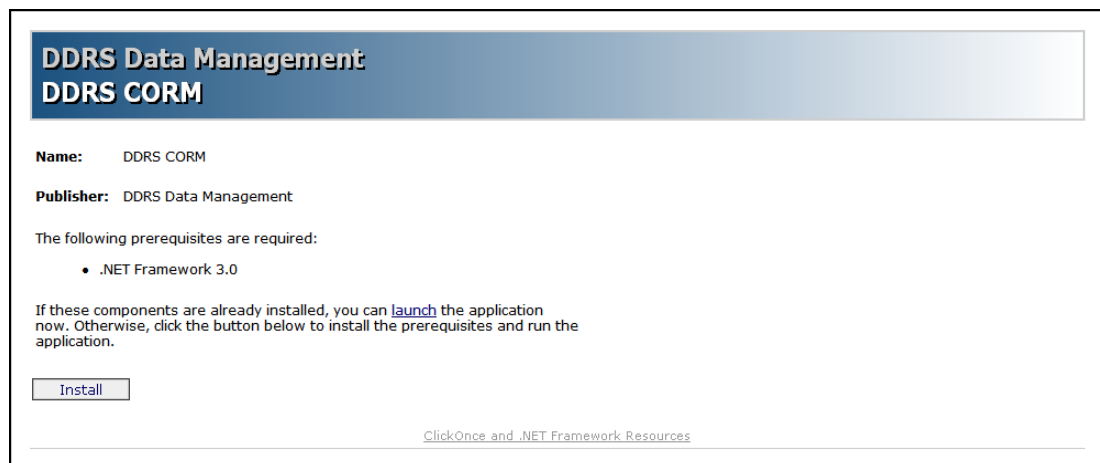 DDRS Data Management
DDRS CORM
Name: DDRS CORM
Publisher: DDRS Data Management
The following prerequisites are required:
• .NET Framework 3.0
If these components are already installed, you can launch the application
now. Otherwise, click the button below to install the prerequisites and run the
application.
Install
ClickOnce and .NET Framework Resources